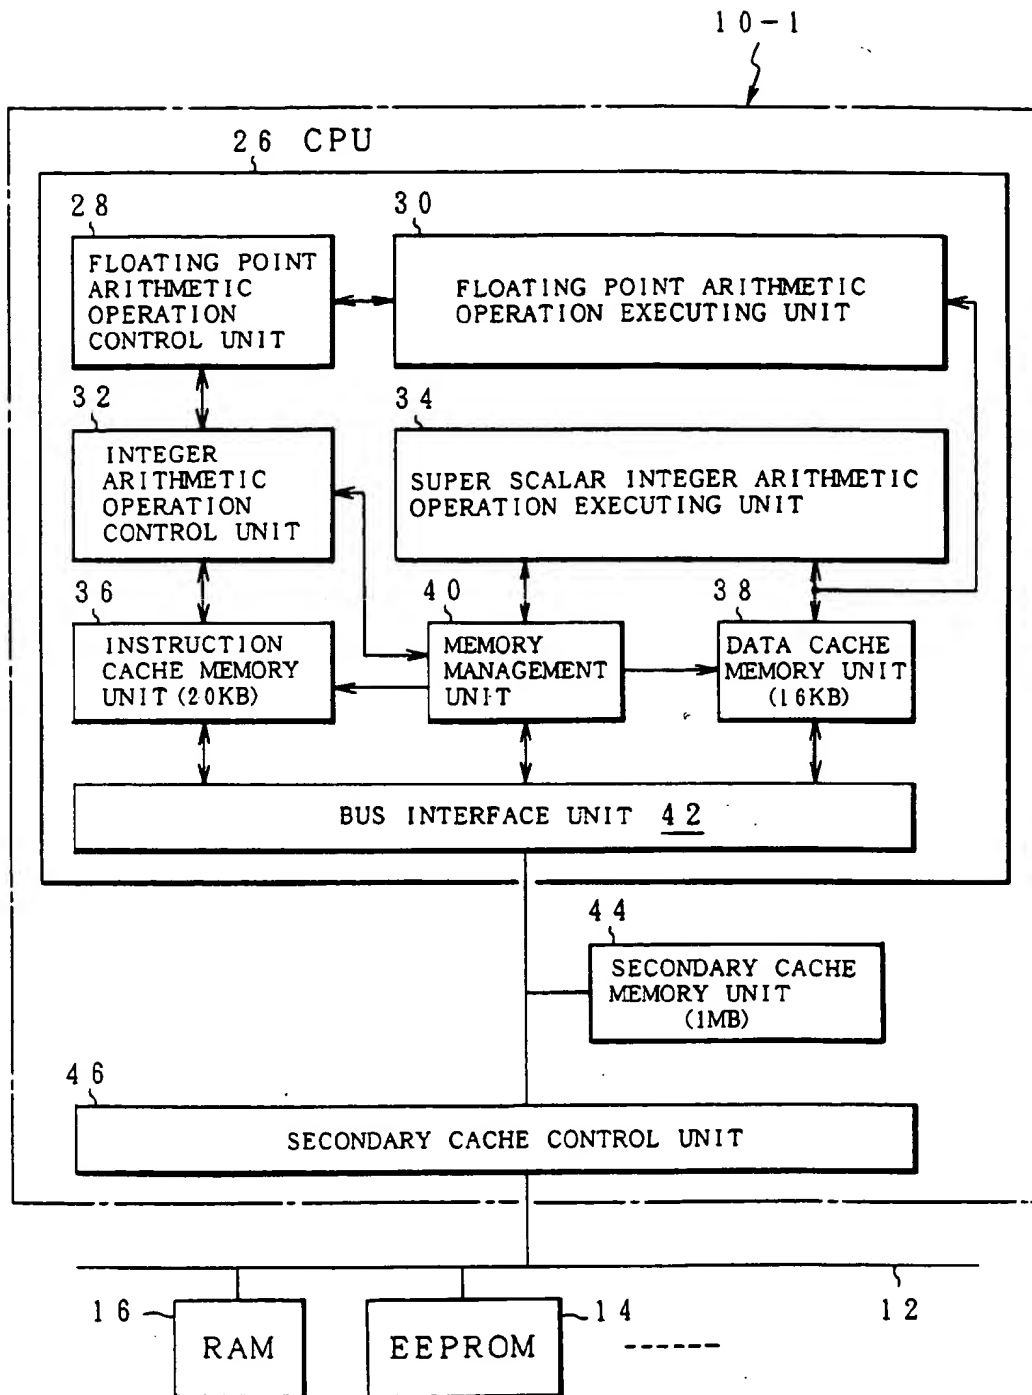 10-1
26 CPU
28
FLOATING POINT
ARITHMETIC
OPERATION
CONTROL UNIT
30
FLOATING POINT ARITHMETIC
OPERATION EXECUTING UNIT
32
INTEGER
ARITHMETIC
OPERATION
CONTROL UNIT
34
SUPER SCALAR INTEGER ARITHMETIC
OPERATION EXECUTING UNIT
36
INSTRUCTION
CACHE MEMORY
UNIT (20KB)
40
MEMORY
MANAGEMENT
UNIT
38
DATA CACHE
MEMORY UNIT
(16KB)
BUS INTERFACE UNIT 42
44
SECONDARY CACHE
MEMORY UNIT
(1MB)
46
SECONDARY CACHE CONTROL UNIT
16
RAM
EEPROM
14
12